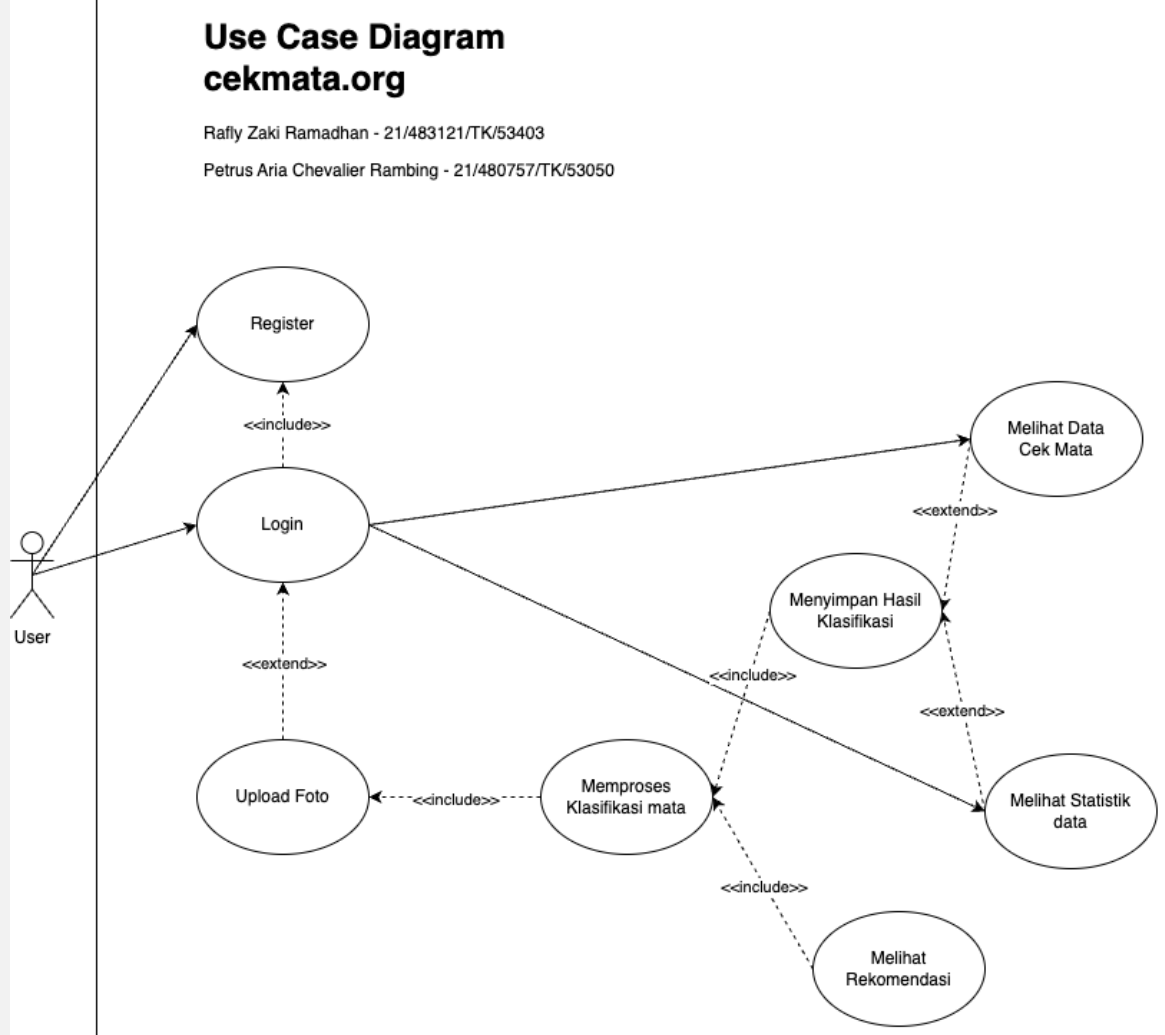 Use Case Diagram
cekmata.org
Rafly Zaki Ramadhan - 21/483121/TK/53403
Petrus Aria Chevalier Rambing - 21/480757/TK/53050
Register
<<include>>
Melihat Data
Cek Mata
Login
<<extend>>
User
Menyimpan Hasil
Klasifikasi
<<extend>>
<<include>>
<<extend>>
Upload Foto
<<include>>
Memproses
Klasifikasi mata
Melihat Statistik
data
<<include>>
Melihat
Rekomendasi